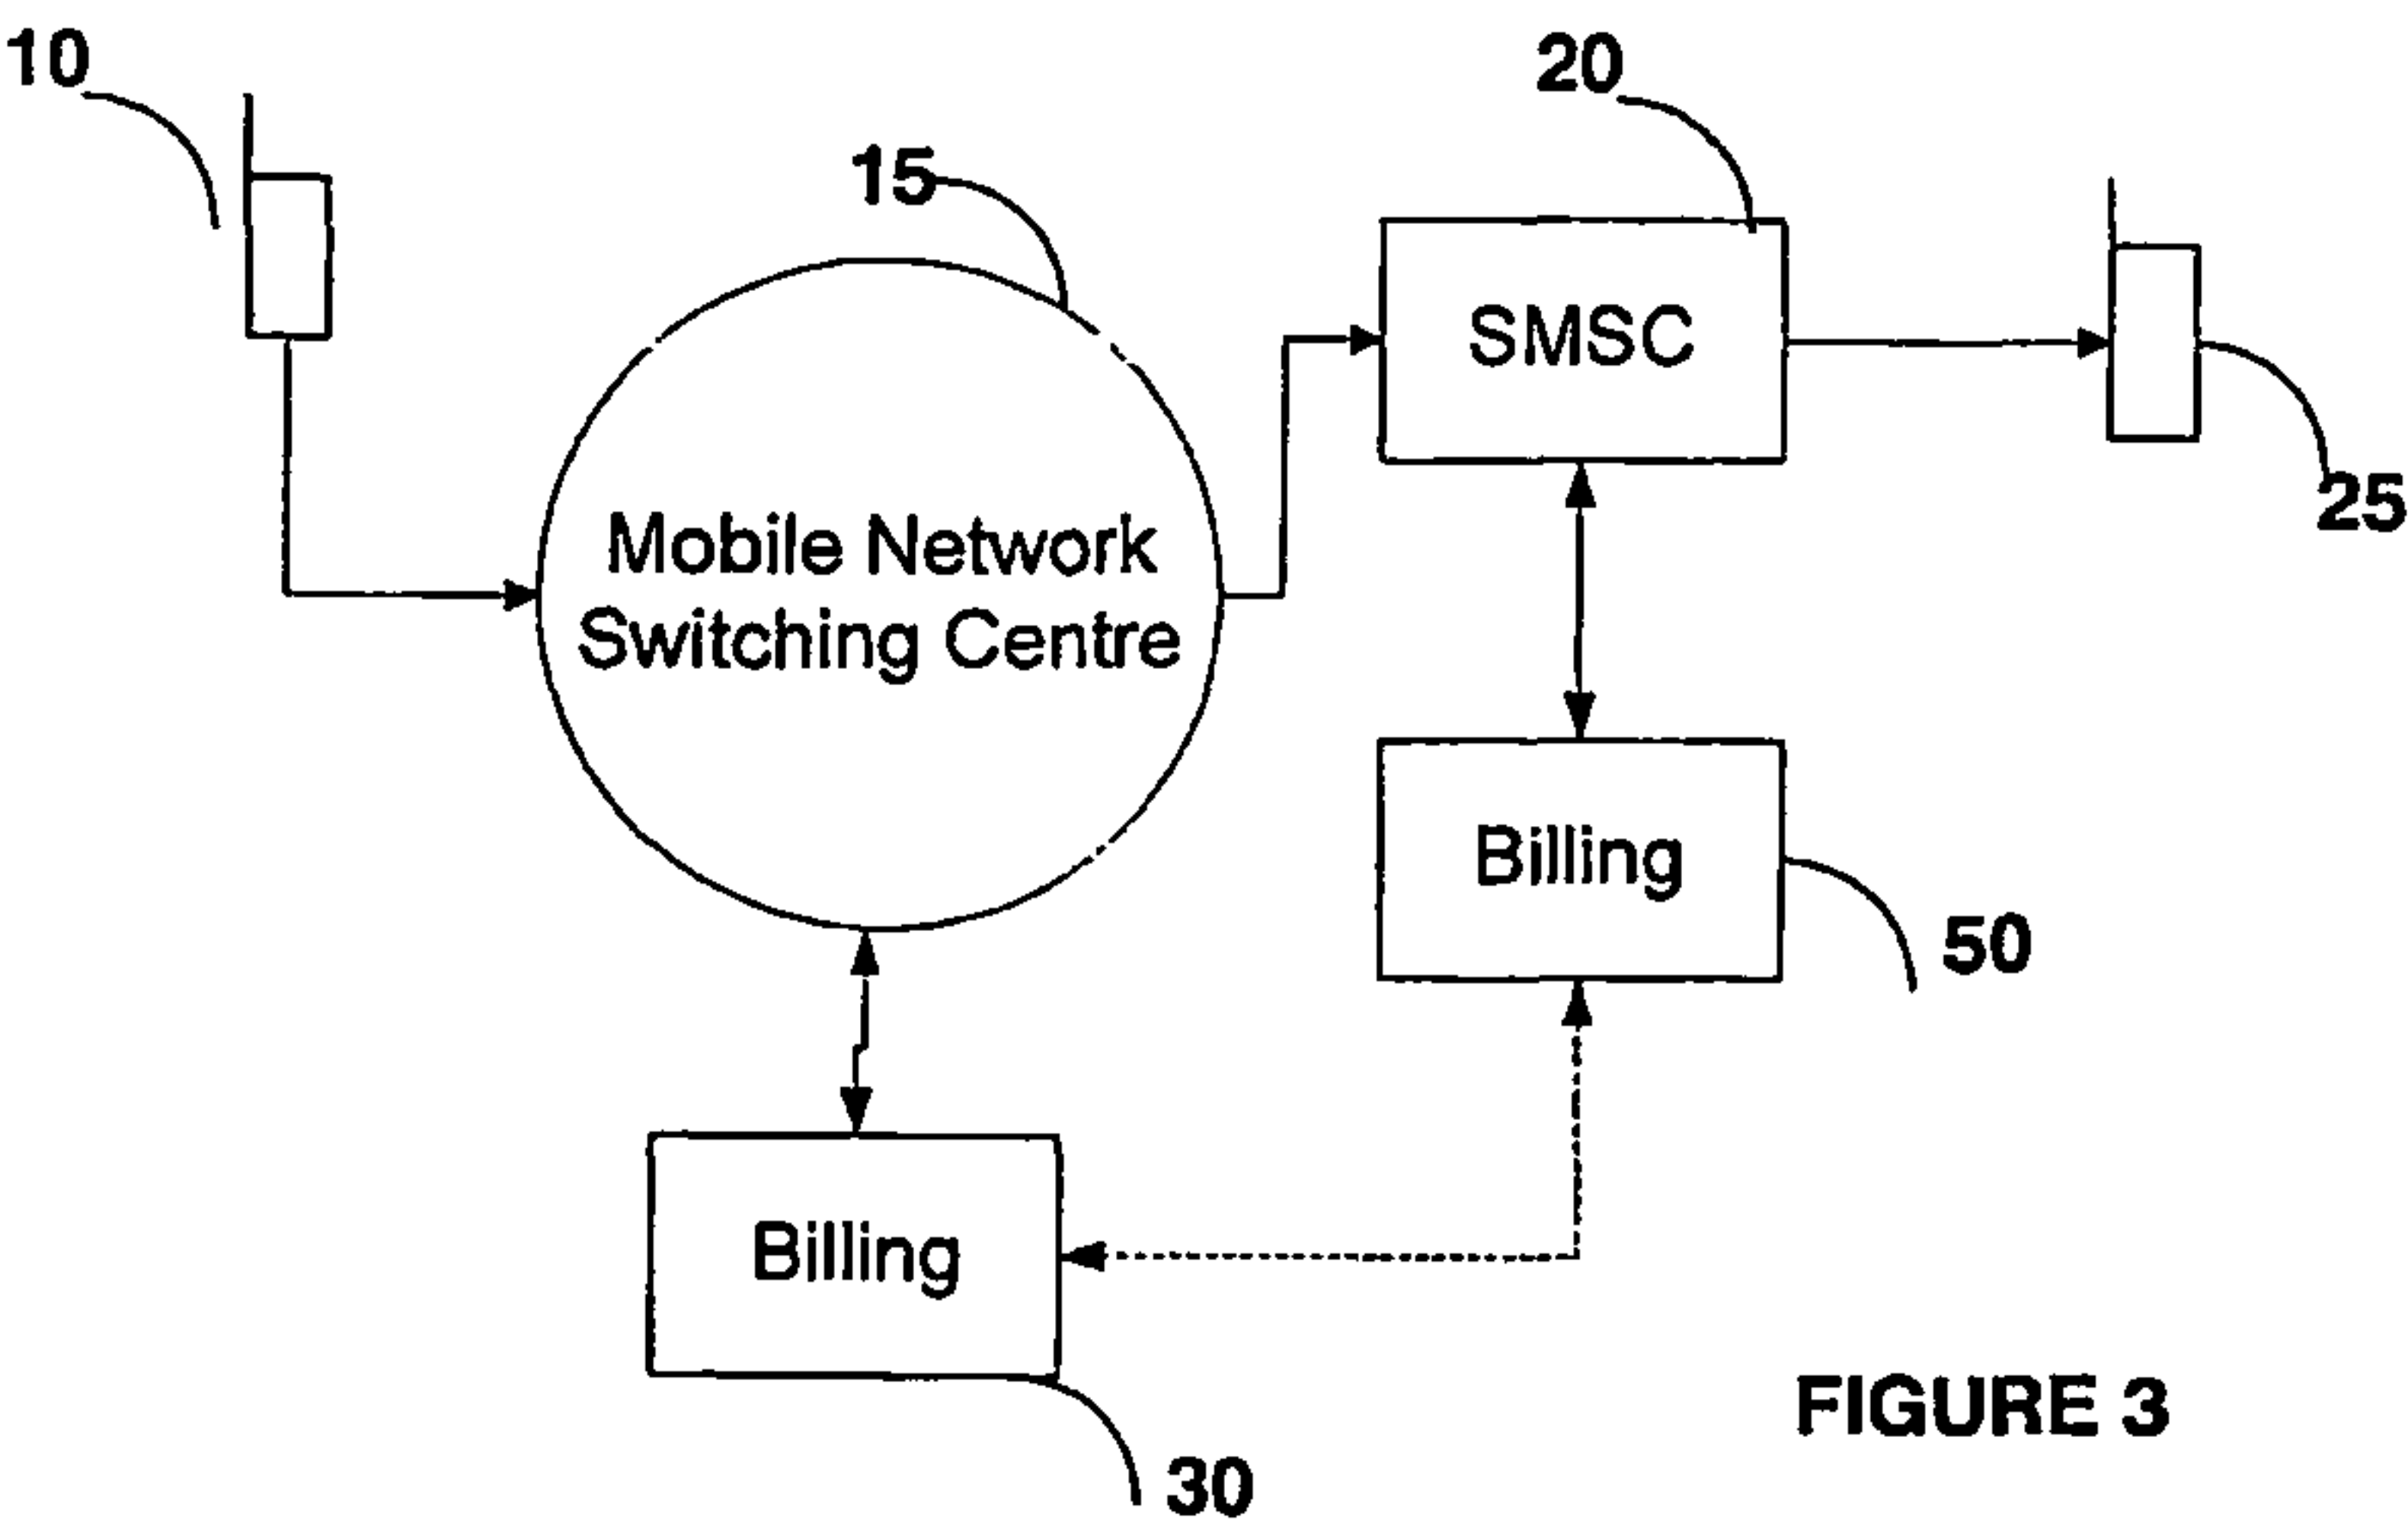 10
20
15
SMSC
25
Mobile Network
Switching Centre
Billing
50
Billing
30
FIGURE 3